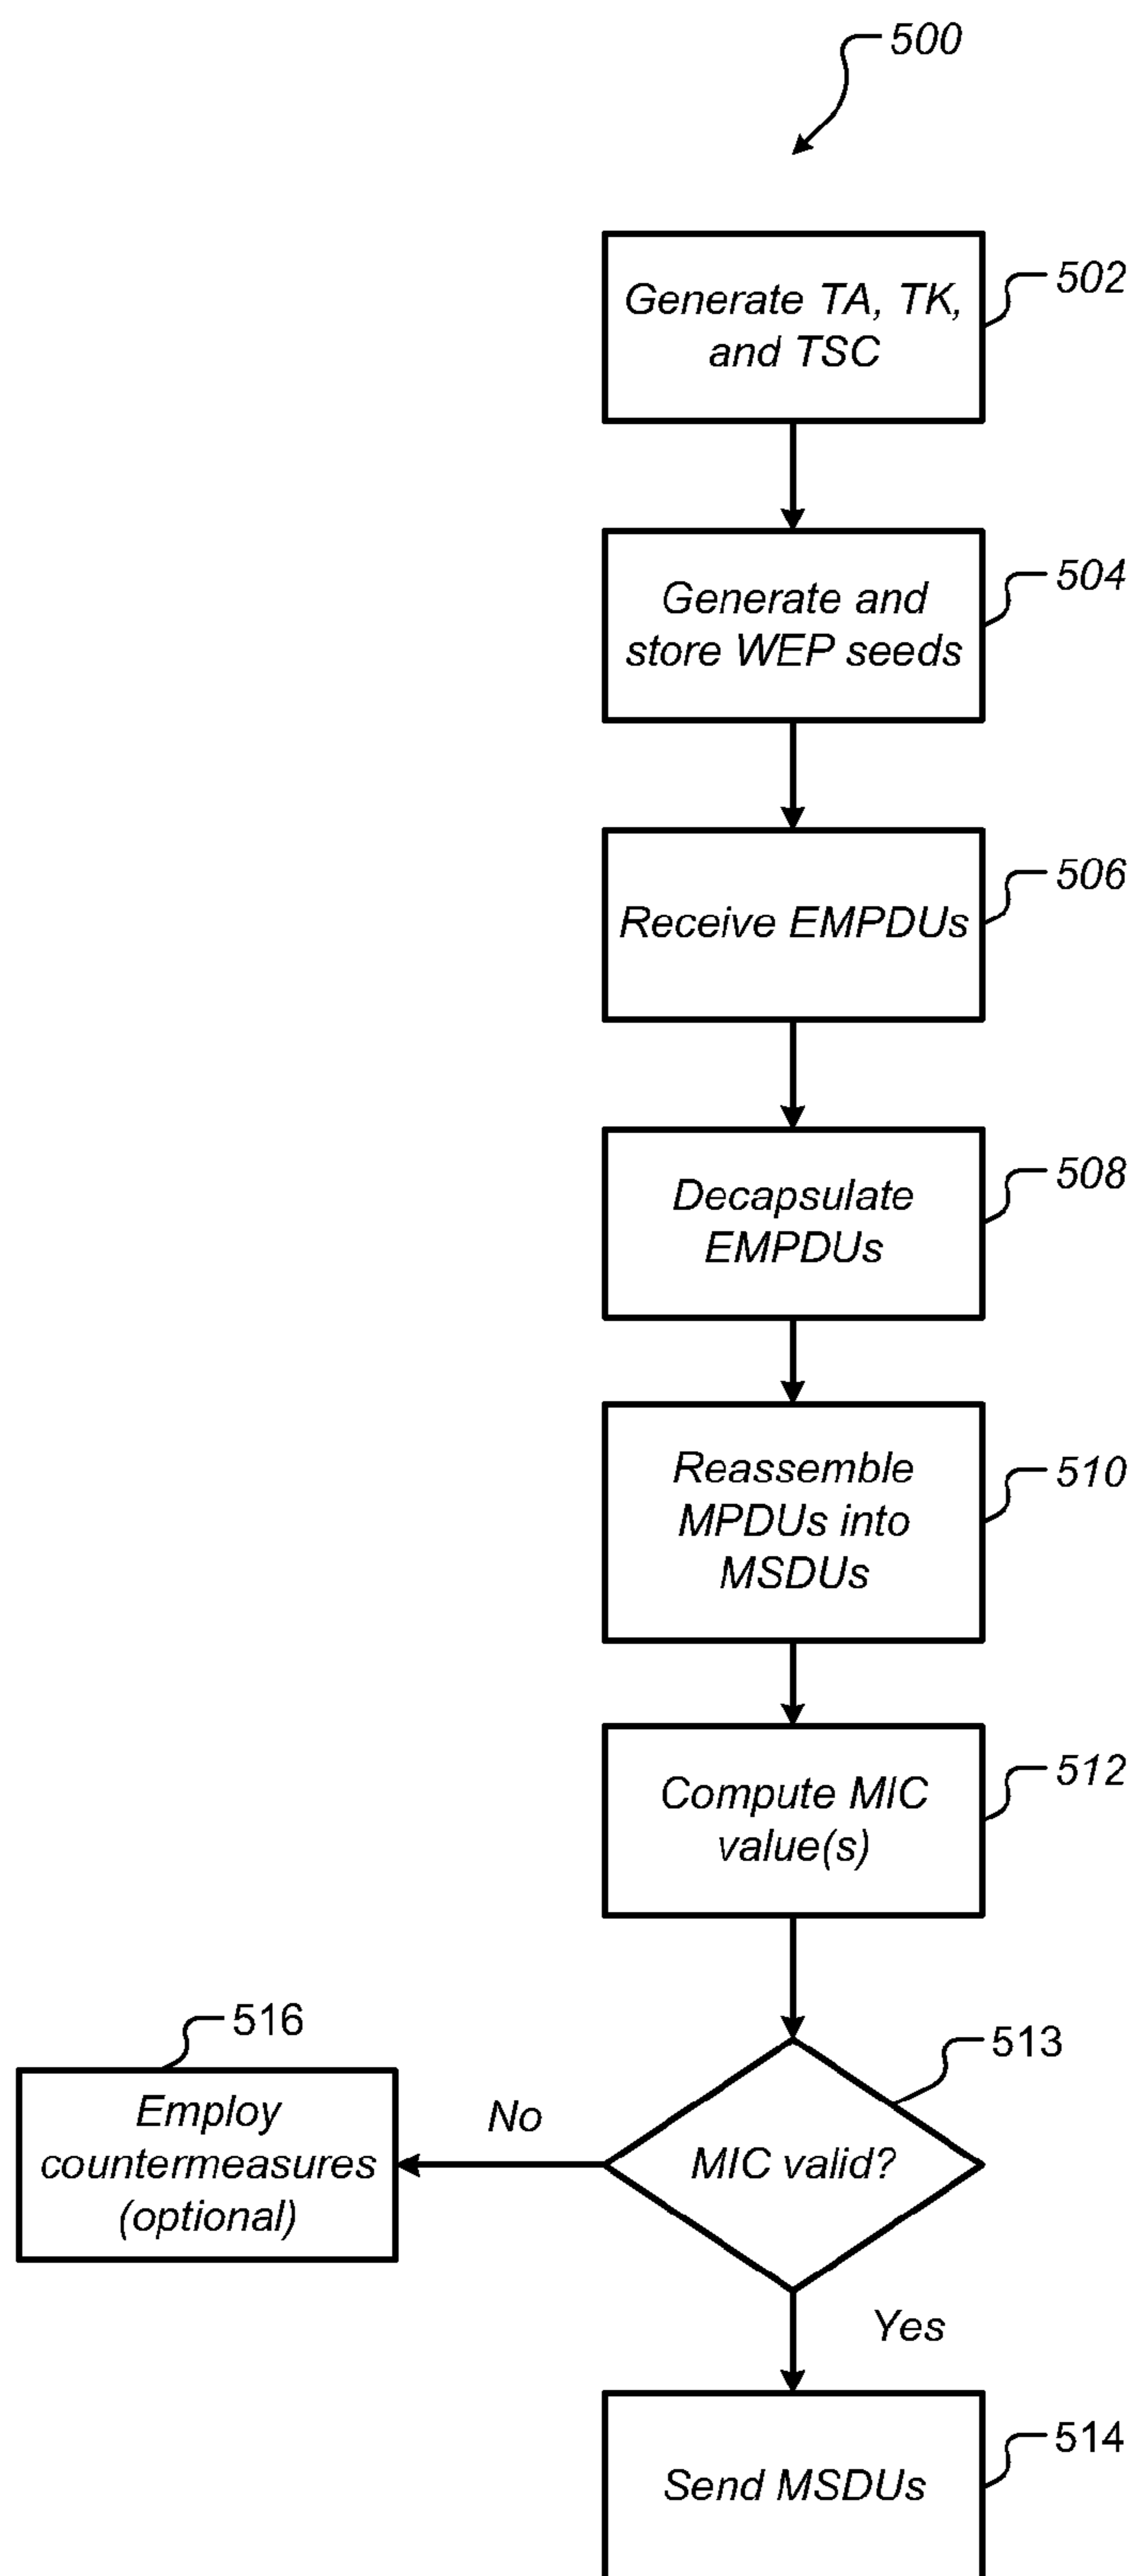 500
Generate TA, TK,
and TSC
502
Generate and
store WEP seeds
504
Receive EMPDUs
506
Decapsulate
EMPDUs
508
Reassemble
MPDUs into
MSDUs
510
Compute MIC
value(s)
512
MIC valid?
513
No
Employ
countermeasures
(optional)
516
Yes
Send MSDUs
514